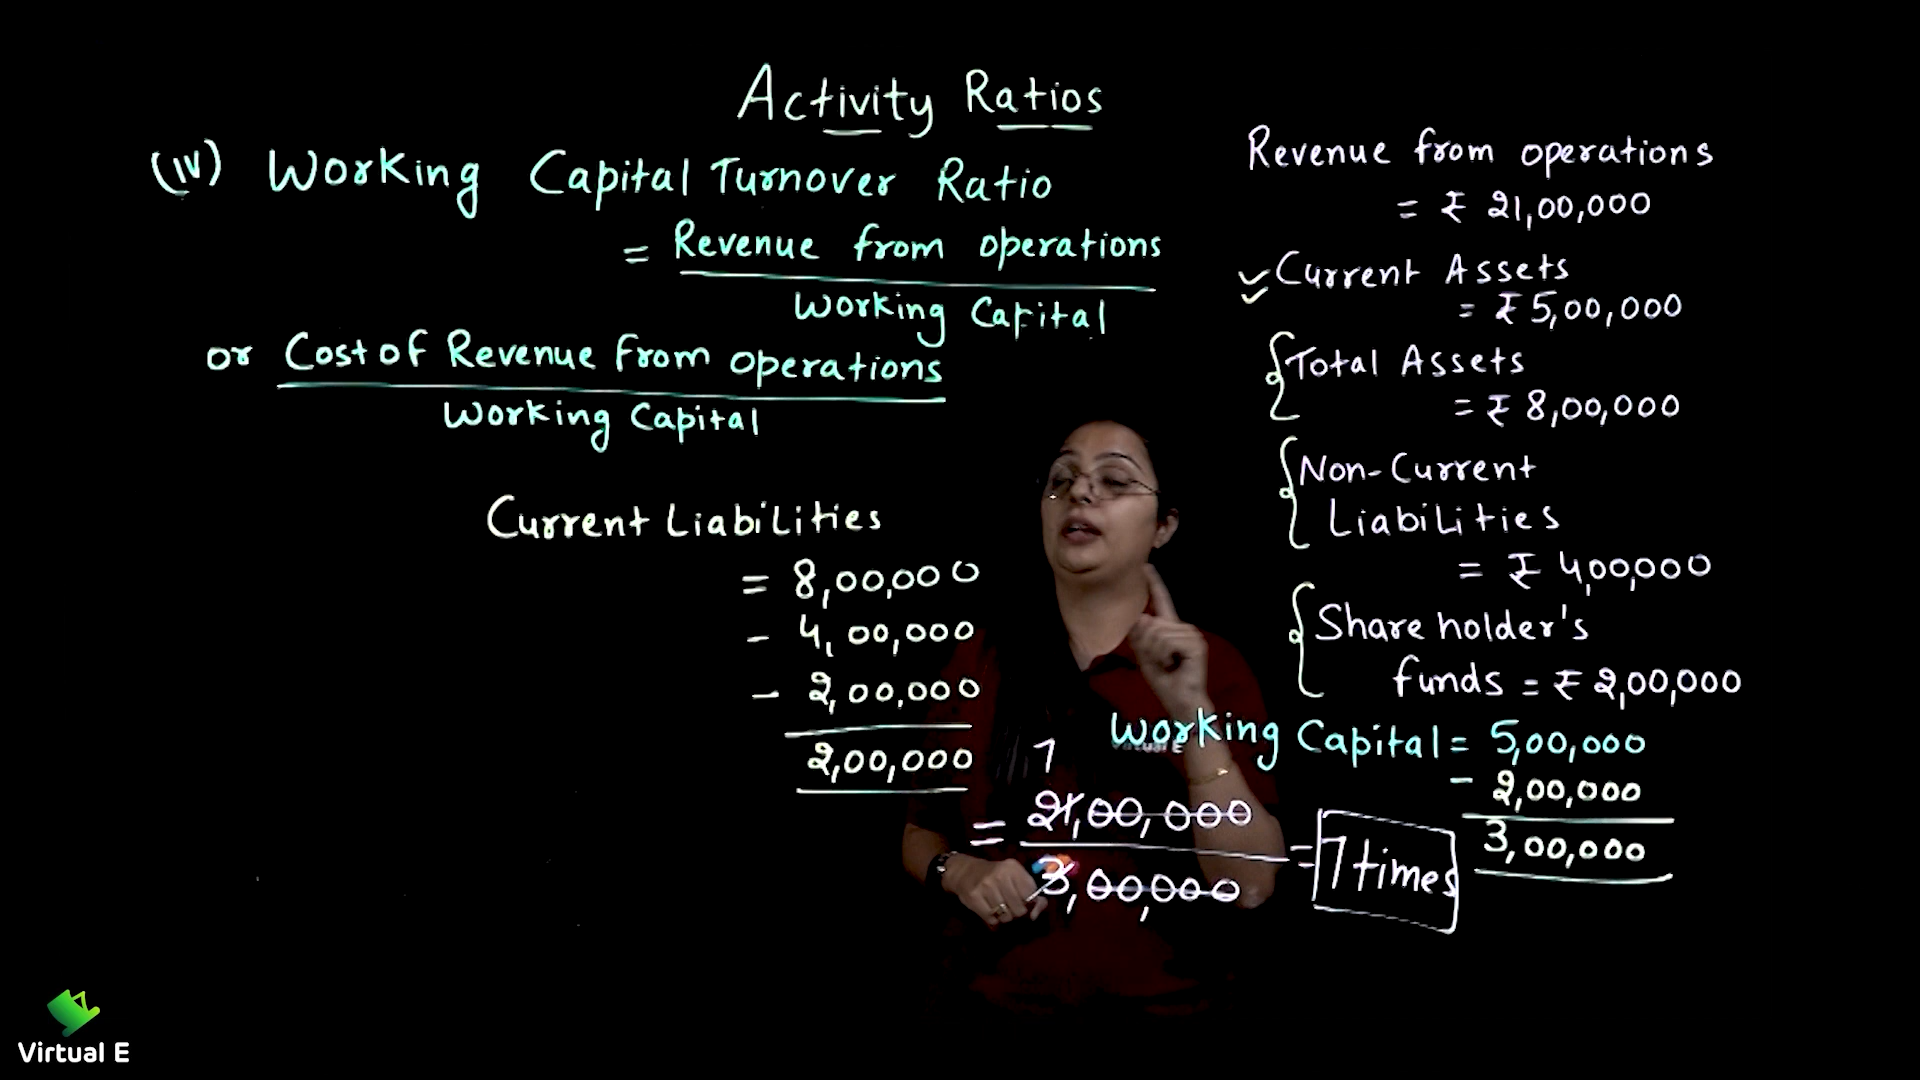 Activity Ratios
(iv) Working Capital Turnover Ratio
= Revenue from operations
Working Capital
or Cost of Revenue from operations
Working Capital
Current Liabilities
= 8,00,000
- 4,00,000
- 2,00,000
2,00,000
Revenue from operations
= ₹ 21,00,000
Current Assets
= ₹ 5,00,000
Total Assets
= ₹ 8,00,000
Non-Current
Liabilities
= ₹ 4,00,000
Share holder's
funds = ₹ 2,00,000
Working Capital = 5,00,000
- 2,00,000
3,00,000
7
= 21,00,000
3,00,000
= 7 times
Virtual E
Virtual E